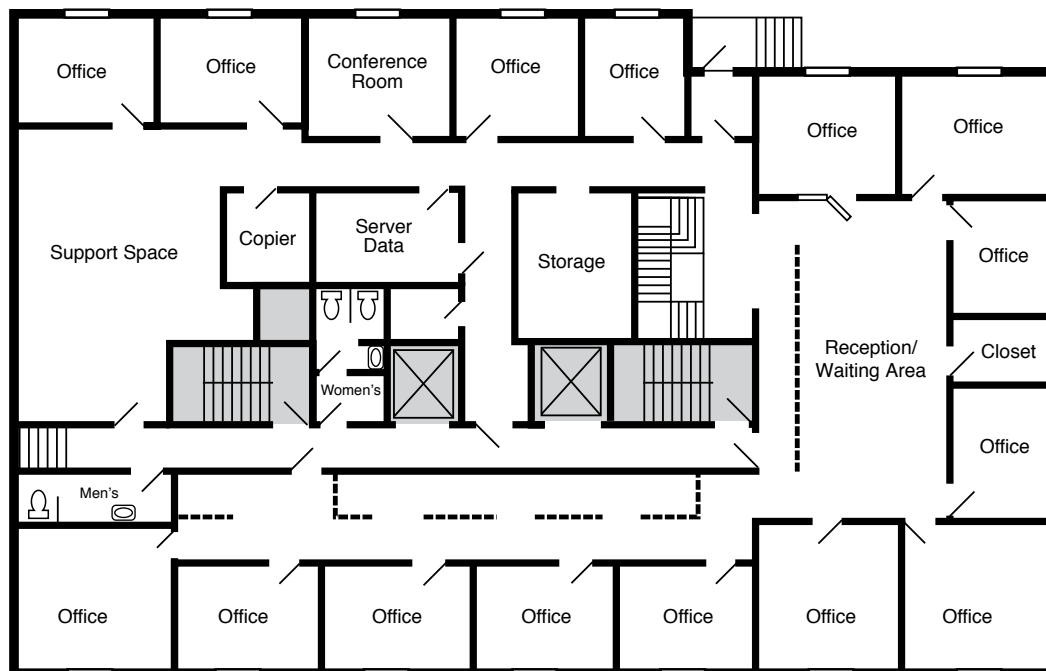 Office
Office
Conference
Room
Office
Office
Office
Office
Support Space
Copier
Server
Data
Storage
Office
Reception/
Waiting Area
Closet
Women's
Office
Men's
Office
Office
Office
Office
Office
Office
Office